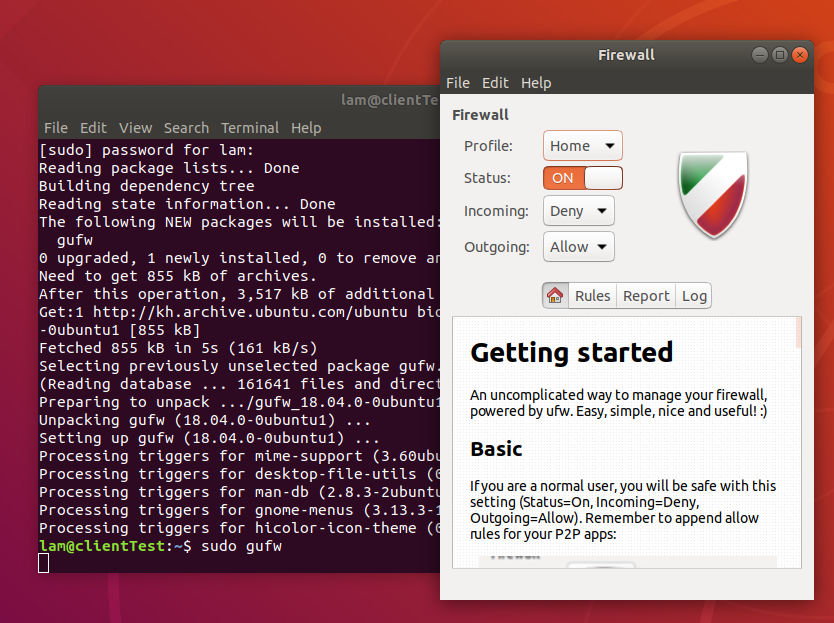 lam@clientTe
File Edit View Search Terminal Help
[sudo] password for lam:
Reading package lists... Done
Building dependency tree
Reading state information... Done
The following NEW packages will be installed:
gufw
0 upgraded, 1 newly installed, 0 to remove an
Need to get 855 kB of archives.
After this operation, 3,517 kB of additional
Get:1 http://kh.archive.ubuntu.com/ubuntu bio
-0ubuntu1 [855 kB]
Fetched 855 kB in 5s (161 kB/s)
Selecting previously unselected package gufw.
(Reading database ... 161641 files and direct
Preparing to unpack .../gufw_18.04.0-0ubuntu1
Unpacking gufw (18.04.0-0ubuntu1) ...
Setting up gufw (18.04.0-0ubuntu1) ...
Processing triggers for mime-support (3.60ubu
Processing triggers for desktop-file-utils (0
Processing triggers for man-db (2.8.3-2ubuntu
Processing triggers for gnome-menus (3.13.3-1
Processing triggers for hicolor-icon-theme (0
lam@clientTest:~$ sudo gufw
Firewall
File Edit Help
Firewall
Profile: Home
Status: ON
Incoming: Deny
Outgoing: Allow
Rules Report Log
Getting started
An uncomplicated way to manage your firewall,
powered by ufw. Easy, simple, nice and useful! :)
Basic
If you are a normal user, you will be safe with this
setting (Status=On, Incoming=Deny,
Outgoing=Allow). Remember to append allow
rules for your P2P apps: